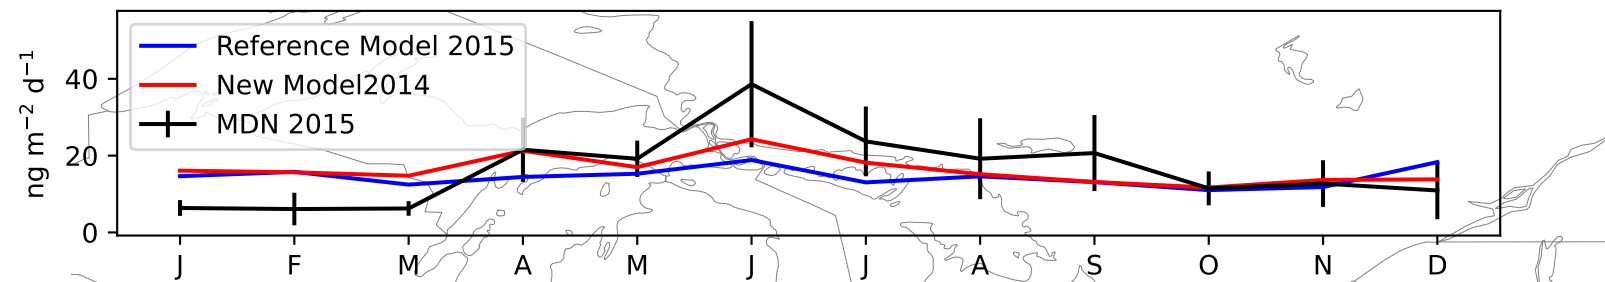 Reference Model 2015
New Model2014
MDN 2015
ng m⁻² d⁻¹
40
20
0
J F M A M J J A S O N D